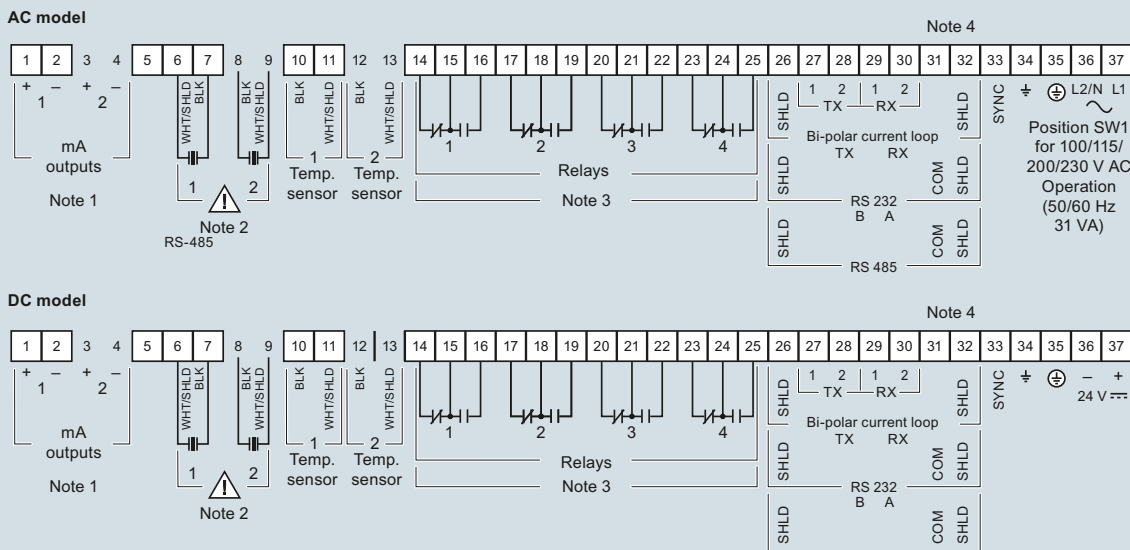 AC model
Note 4
1 2 3 4 5 6 7 8 9 10 11 12 13 14 15 16 17 18 19 20 21 22 23 24 25 26 27 28 29 30 31 32 33 34 35 36 37
+ – + –
1 2
mA
outputs
Note 1
WHT/SHLD
BLK
BLK
WHT/SHLD
1 2
Note 2
RS-485
BLK
WHT/SHLD
1
Temp.
sensor
BLK
WHT/SHLD
2
Temp.
sensor
1 2 3 4
Relays
Note 3
SHLD
1 2 1 2
TX RX
SHLD
Bi-polar current loop
SHLD
TX RX
COM
SHLD
RS 232
SHLD
B A
COM
SHLD
RS 485
SYNC
L2/N L1
Position SW1
for 100/115/
200/230 V AC
Operation
(50/60 Hz
31 VA)
DC model
Note 4
1 2 3 4 5 6 7 8 9 10 11 12 13 14 15 16 17 18 19 20 21 22 23 24 25 26 27 28 29 30 31 32 33 34 35 36 37
+ – + –
1 2
mA
outputs
Note 1
WHT/SHLD
BLK
BLK
WHT/SHLD
1 2
Note 2
BLK
WHT/SHLD
1
Temp.
sensor
BLK
WHT/SHLD
2
Temp.
sensor
1 2 3 4
Relays
Note 3
SHLD
1 2 1 2
TX RX
SHLD
Bi-polar current loop
SHLD
TX RX
COM
SHLD
RS 232
SHLD
B A
COM
SHLD
SYNC
– +
24 V